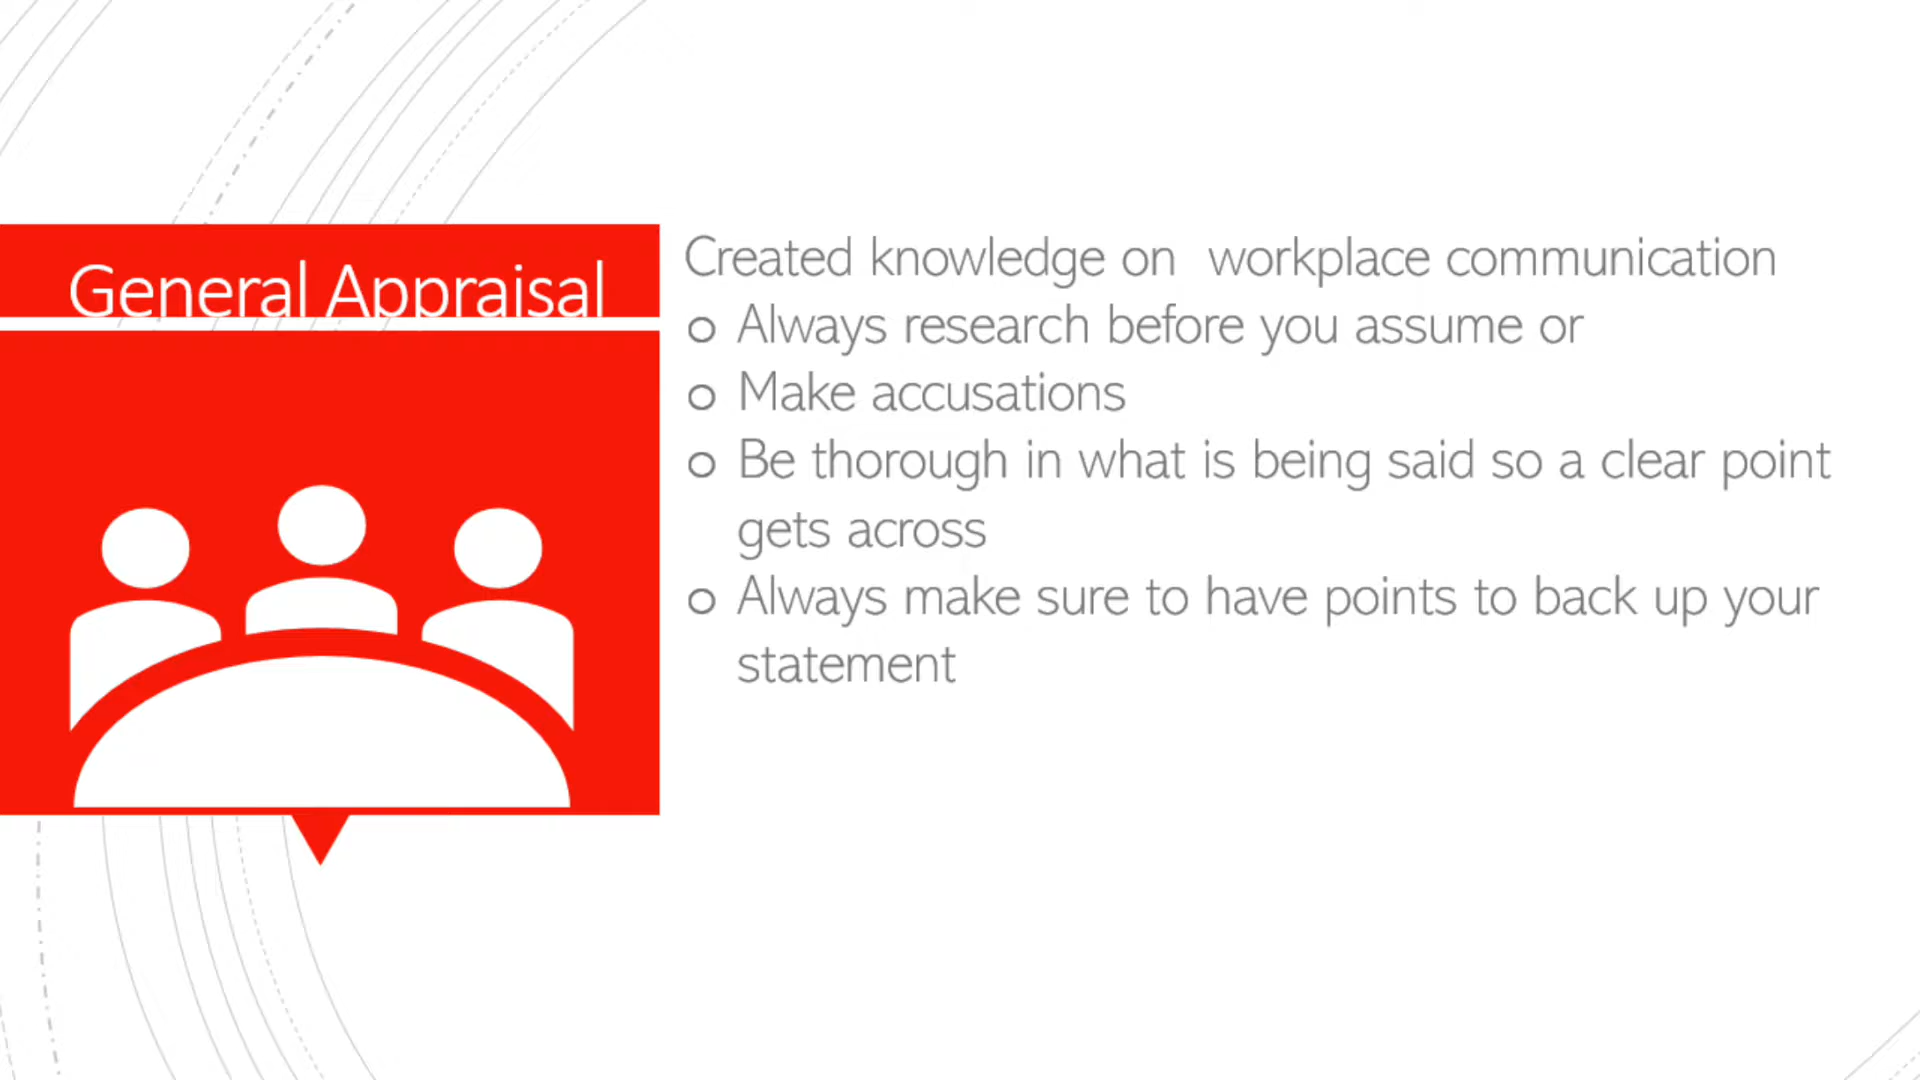 General Appraisal
Created knowledge on  workplace communication
o Always research before you assume or
o Make accusations
o Be thorough in what is being said so a clear point
gets across
o Always make sure to have points to back up your
statement